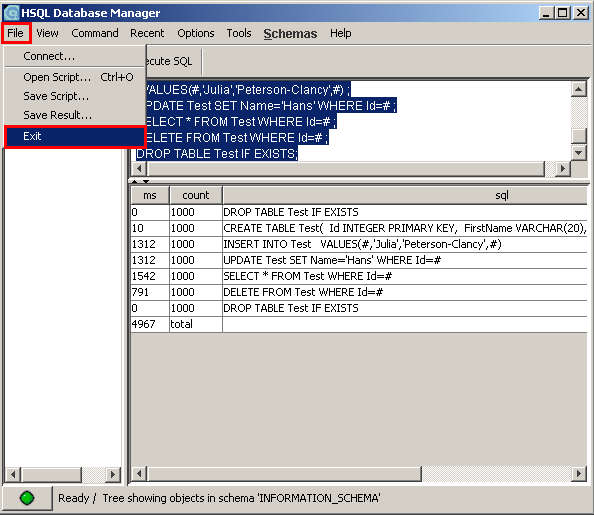 HSQL Database Manager
File View Command Recent Options Tools Schemas Help
Connect...
Open Script... Ctrl+O
Save Script...
Save Result...
Exit
ecute SQL
VALUES(#,'Julia','Peterson-Clancy',#) ;
UPDATE Test SET Name='Hans' WHERE Id=# ;
SELECT * FROM Test WHERE Id=# ;
DELETE FROM Test WHERE Id=# ;
DROP TABLE Test IF EXISTS;
ms count sql
0 1000 DROP TABLE Test IF EXISTS
10 1000 CREATE TABLE Test( Id INTEGER PRIMARY KEY, FirstName VARCHAR(20),
1312 1000 INSERT INTO Test VALUES(#,'Julia','Peterson-Clancy',#)
1312 1000 UPDATE Test SET Name='Hans' WHERE Id=#
1542 1000 SELECT * FROM Test WHERE Id=#
791 1000 DELETE FROM Test WHERE Id=#
0 1000 DROP TABLE Test IF EXISTS
4967 total
Ready / Tree showing objects in schema 'INFORMATION_SCHEMA'